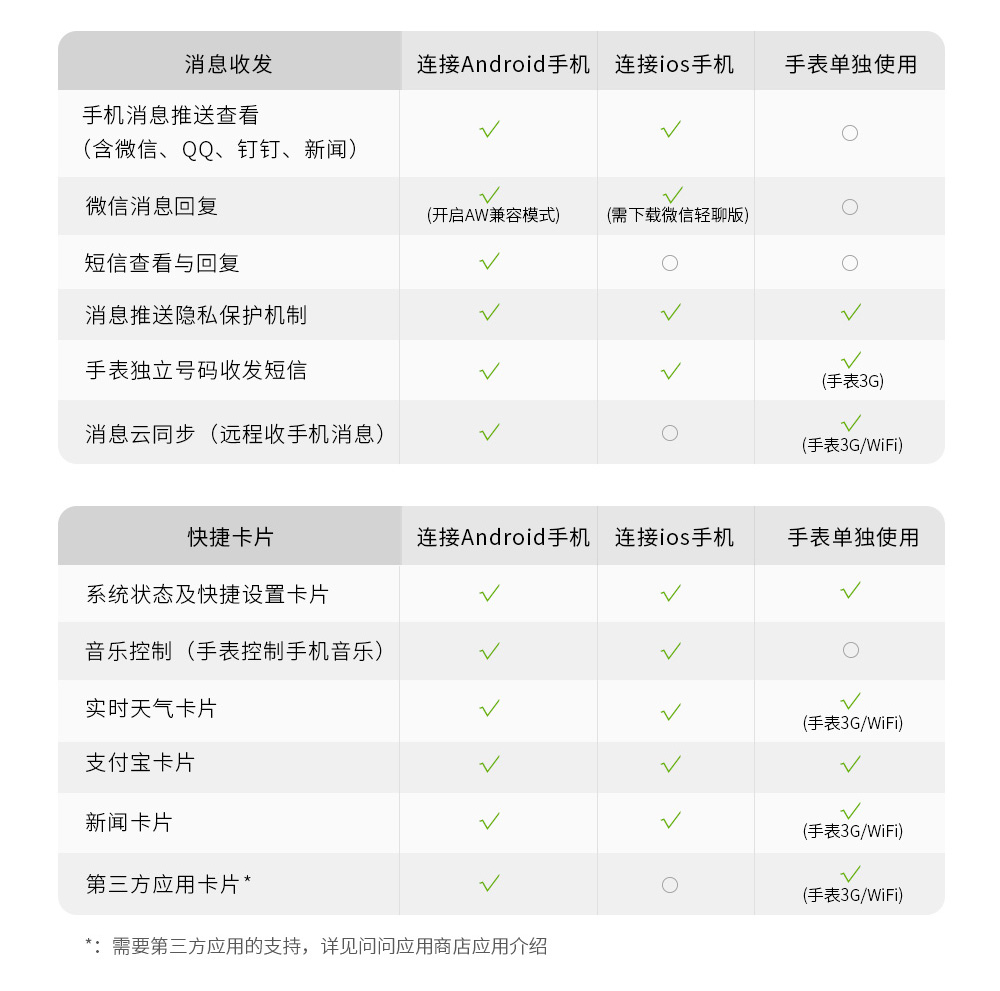 消息收发 连接Android手机 连接ios手机 手表单独使用
手机消息推送查看
（含微信、QQ、钉钉、新闻）
微信消息回复 (开启AW兼容模式) (需下载微信轻聊版)
短信查看与回复
消息推送隐私保护机制
手表独立号码收发短信 (手表3G)
消息云同步（远程收手机消息） (手表3G/WiFi)
快捷卡片 连接Android手机 连接ios手机 手表单独使用
系统状态及快捷设置卡片
音乐控制（手表控制手机音乐）
实时天气卡片 (手表3G/WiFi)
支付宝卡片
新闻卡片 (手表3G/WiFi)
第三方应用卡片* (手表3G/WiFi)
*：需要第三方应用的支持，详见问问应用商店应用介绍